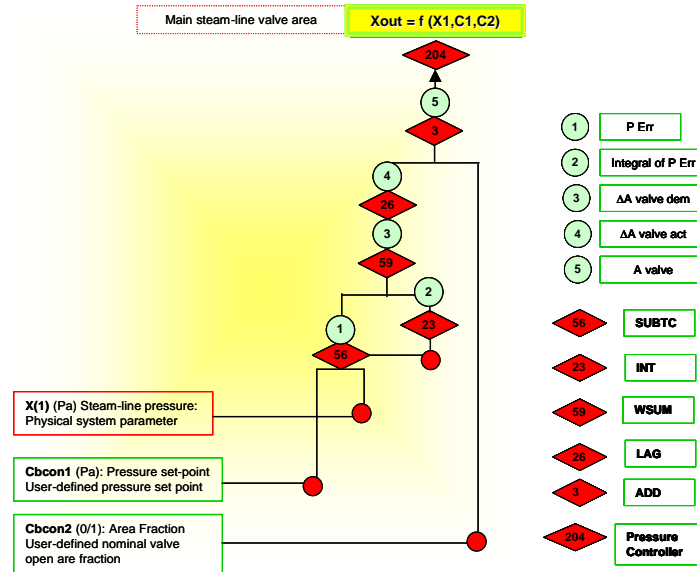 Main steam-line valve area
Xout = f (X1,C1,C2)
204
5
3
4
26
3
59
2
1
23
56
X(1) (Pa) Steam-line pressure:
Physical system parameter
Cbcon1 (Pa): Pressure set-point
User-defined pressure set point
Cbcon2 (0/1): Area Fraction
User-defined nominal valve
open are fraction
1 P Err
2 Integral of P Err
3 ΔA valve dem
4 ΔA valve act
5 A valve
56 SUBTC
23 INT
59 WSUM
26 LAG
3 ADD
204 Pressure
Controller